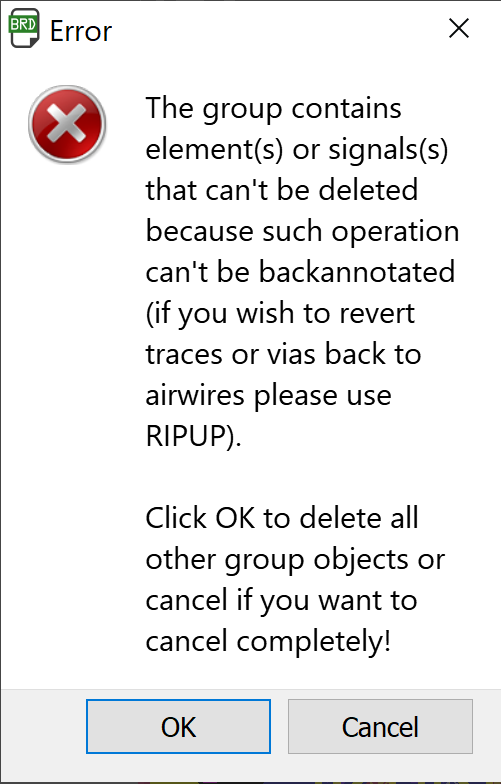 BRD Error
The group contains
element(s) or signals(s)
that can't be deleted
because such operation
can't be backannotated
(if you wish to revert
traces or vias back to
airwires please use
RIPUP).
Click OK to delete all
other group objects or
cancel if you want to
cancel completely!
OK Cancel